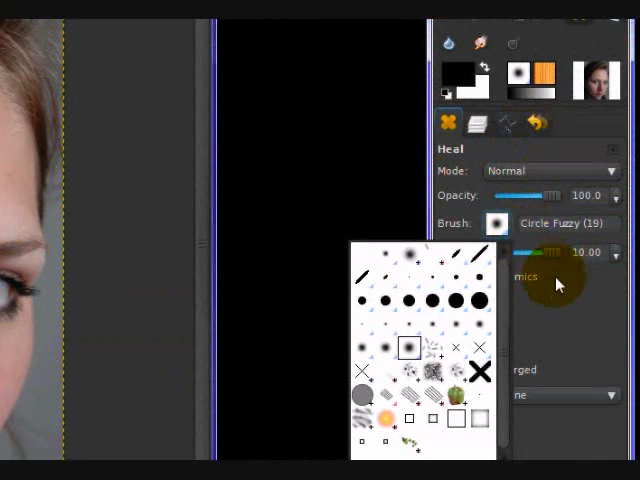 Heal
Mode: Normal
Opacity: 100.0
Brush: Circle Fuzzy (19)
10.00
mics
rged
ne